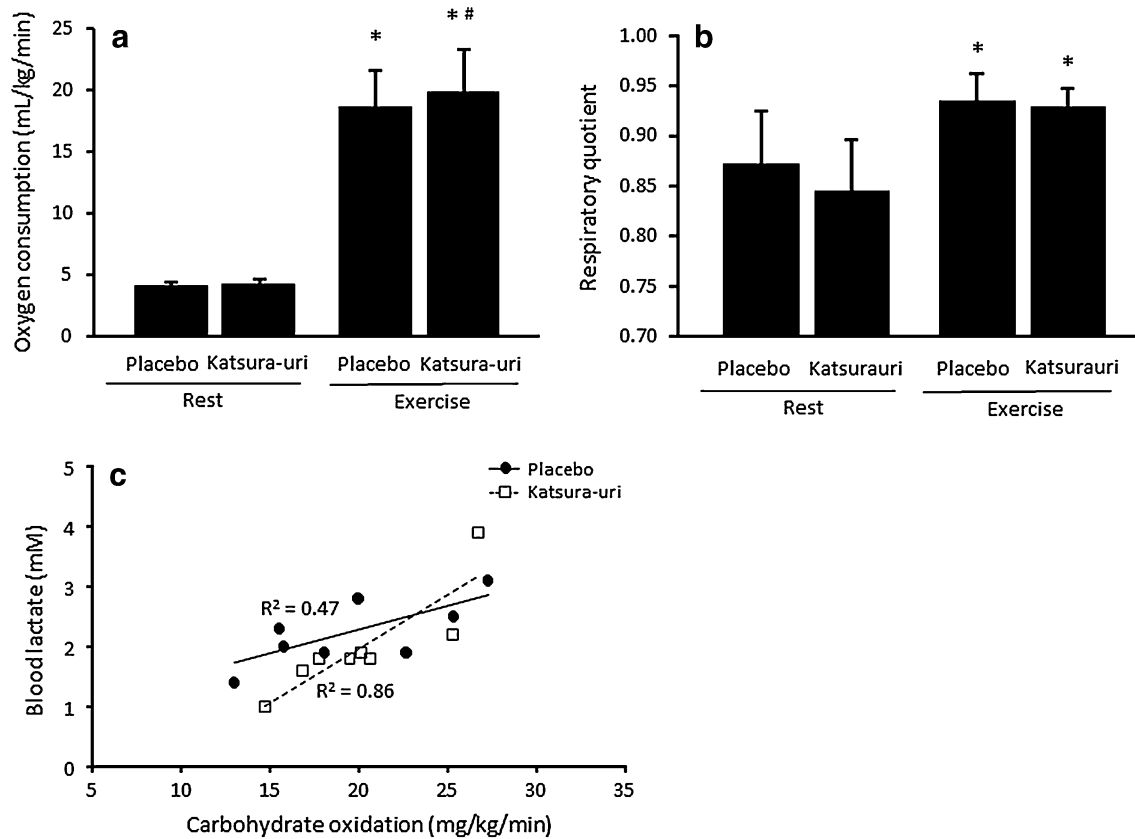 a
Oxygen consumption (mL/kg/min)
25
20
15
10
5
0
*
* #
Placebo Katsura-uri Placebo Katsura-uri
Rest Exercise
b
Respiratory quotient
1.00
0.95
0.90
0.85
0.80
0.75
0.70
*
*
Placebo Katsurauri Placebo Katsurauri
Rest Exercise
c
Blood lactate (mM)
5
4
3
2
1
0
Placebo
Katsura-uri
R² = 0.47
R² = 0.86
5 10 15 20 25 30 35
Carbohydrate oxidation (mg/kg/min)